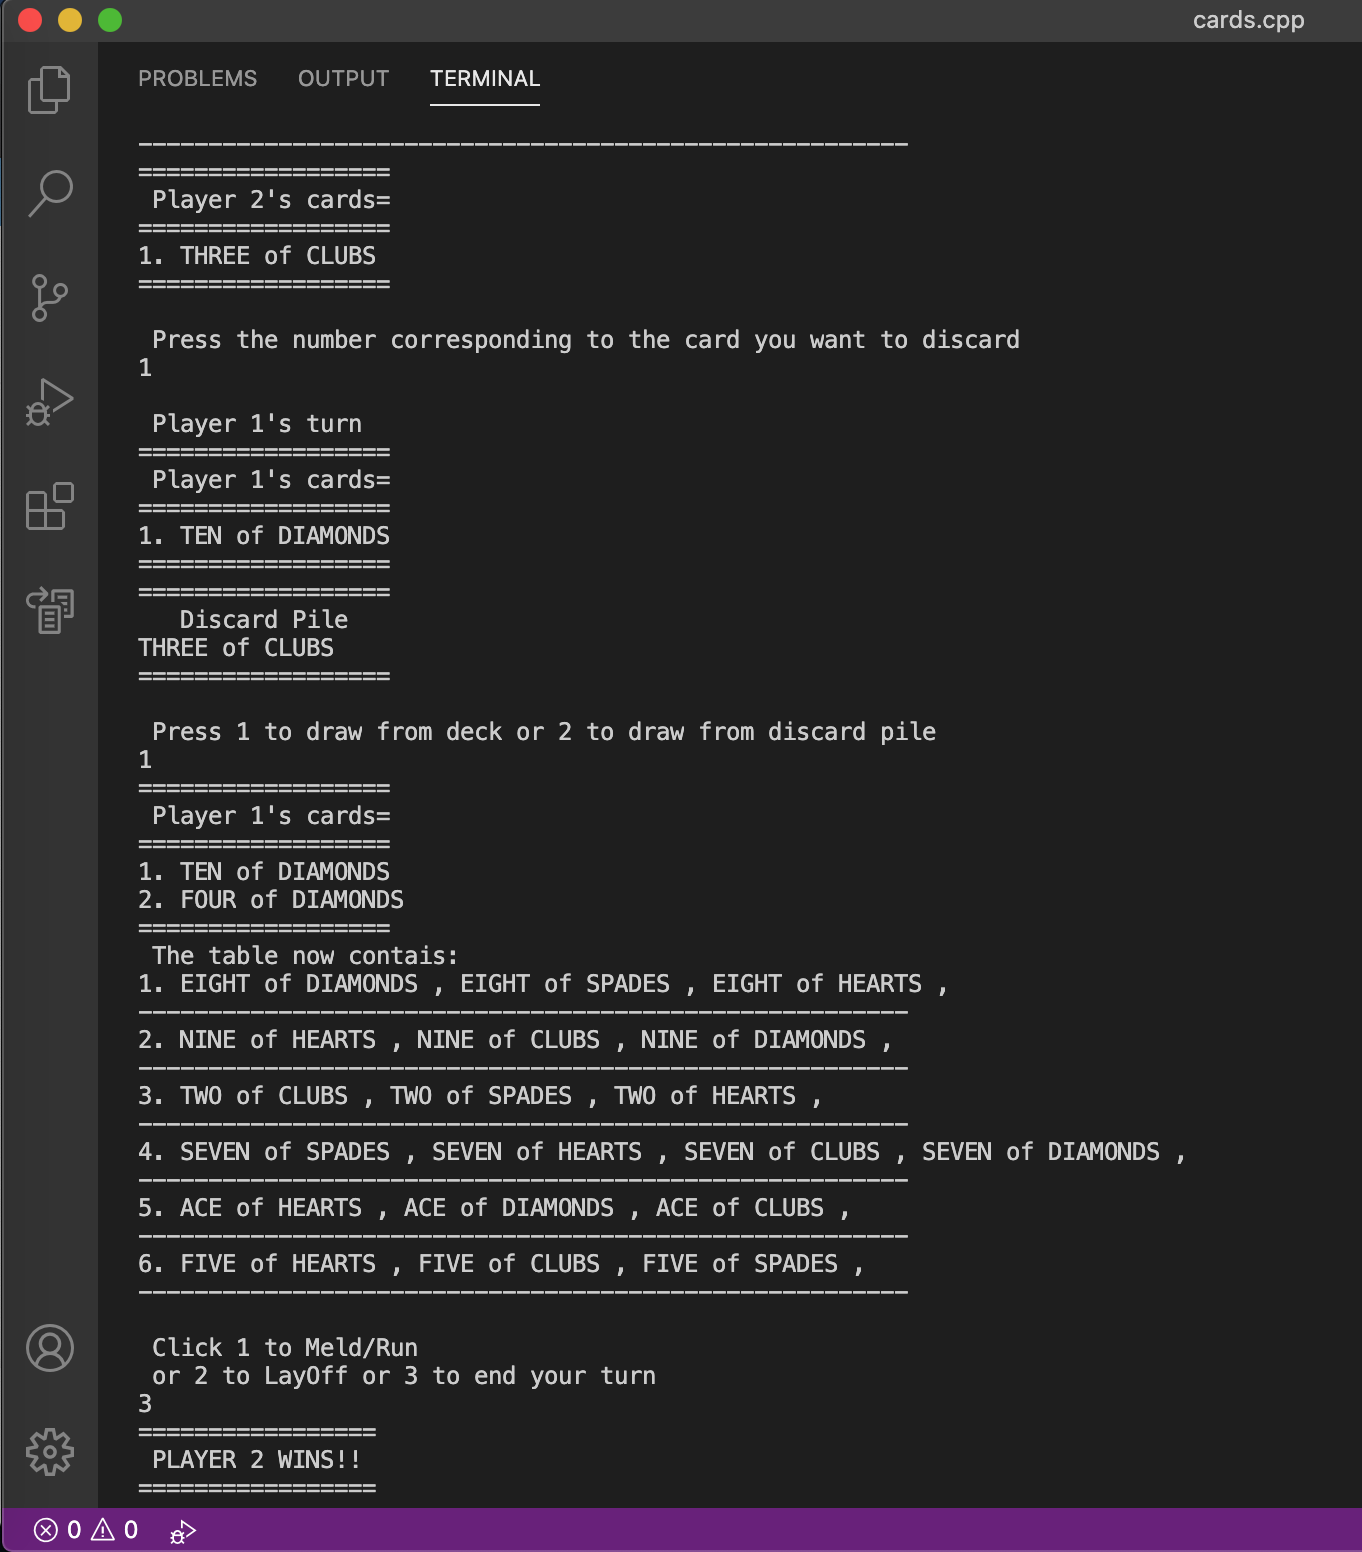 cards.cpp
PROBLEMS OUTPUT TERMINAL
-------------------------------------------------------
==================
 Player 2's cards=
==================
1. THREE of CLUBS
==================
 Press the number corresponding to the card you want to discard
1
 Player 1's turn
==================
 Player 1's cards=
==================
1. TEN of DIAMONDS
==================
==================
   Discard Pile
THREE of CLUBS
==================
 Press 1 to draw from deck or 2 to draw from discard pile
1
==================
 Player 1's cards=
==================
1. TEN of DIAMONDS
2. FOUR of DIAMONDS
==================
 The table now contais:
1. EIGHT of DIAMONDS , EIGHT of SPADES , EIGHT of HEARTS ,
-------------------------------------------------------
2. NINE of HEARTS , NINE of CLUBS , NINE of DIAMONDS ,
-------------------------------------------------------
3. TWO of CLUBS , TWO of SPADES , TWO of HEARTS ,
-------------------------------------------------------
4. SEVEN of SPADES , SEVEN of HEARTS , SEVEN of CLUBS , SEVEN of DIAMONDS ,
-------------------------------------------------------
5. ACE of HEARTS , ACE of DIAMONDS , ACE of CLUBS ,
-------------------------------------------------------
6. FIVE of HEARTS , FIVE of CLUBS , FIVE of SPADES ,
-------------------------------------------------------
 Click 1 to Meld/Run
 or 2 to LayOff or 3 to end your turn
3
=================
 PLAYER 2 WINS!!
=================
0 0